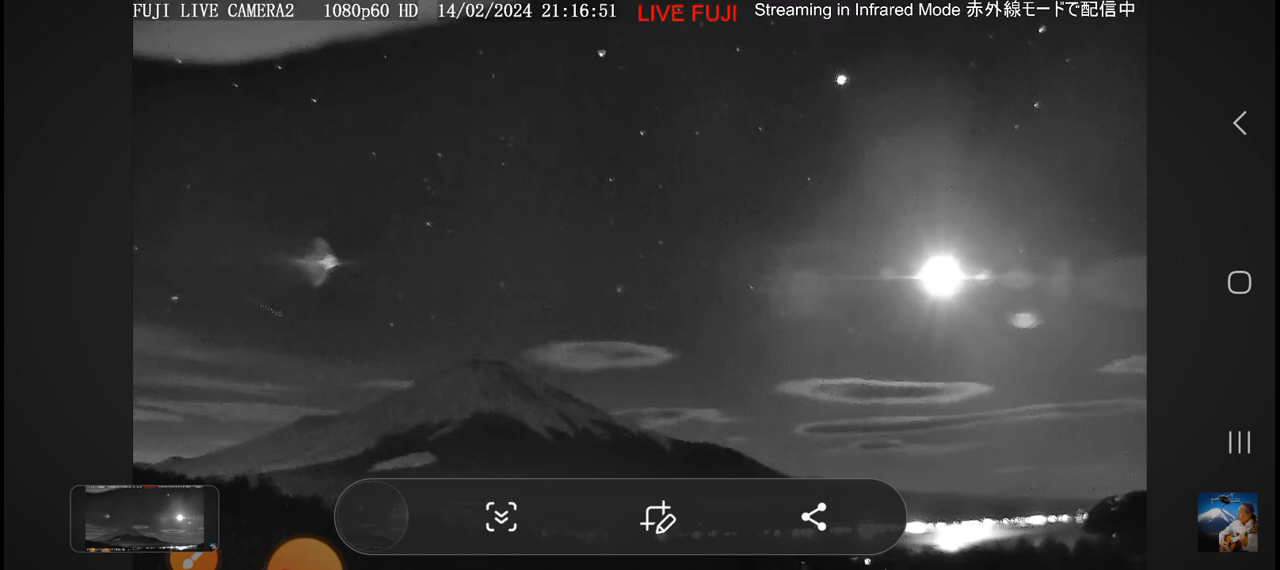 FUJI LIVE CAMERA2 1080p60 HD 14/02/2024 21:16:51 LIVE FUJI Streaming in Infrared Mode 赤外線モードで配信中